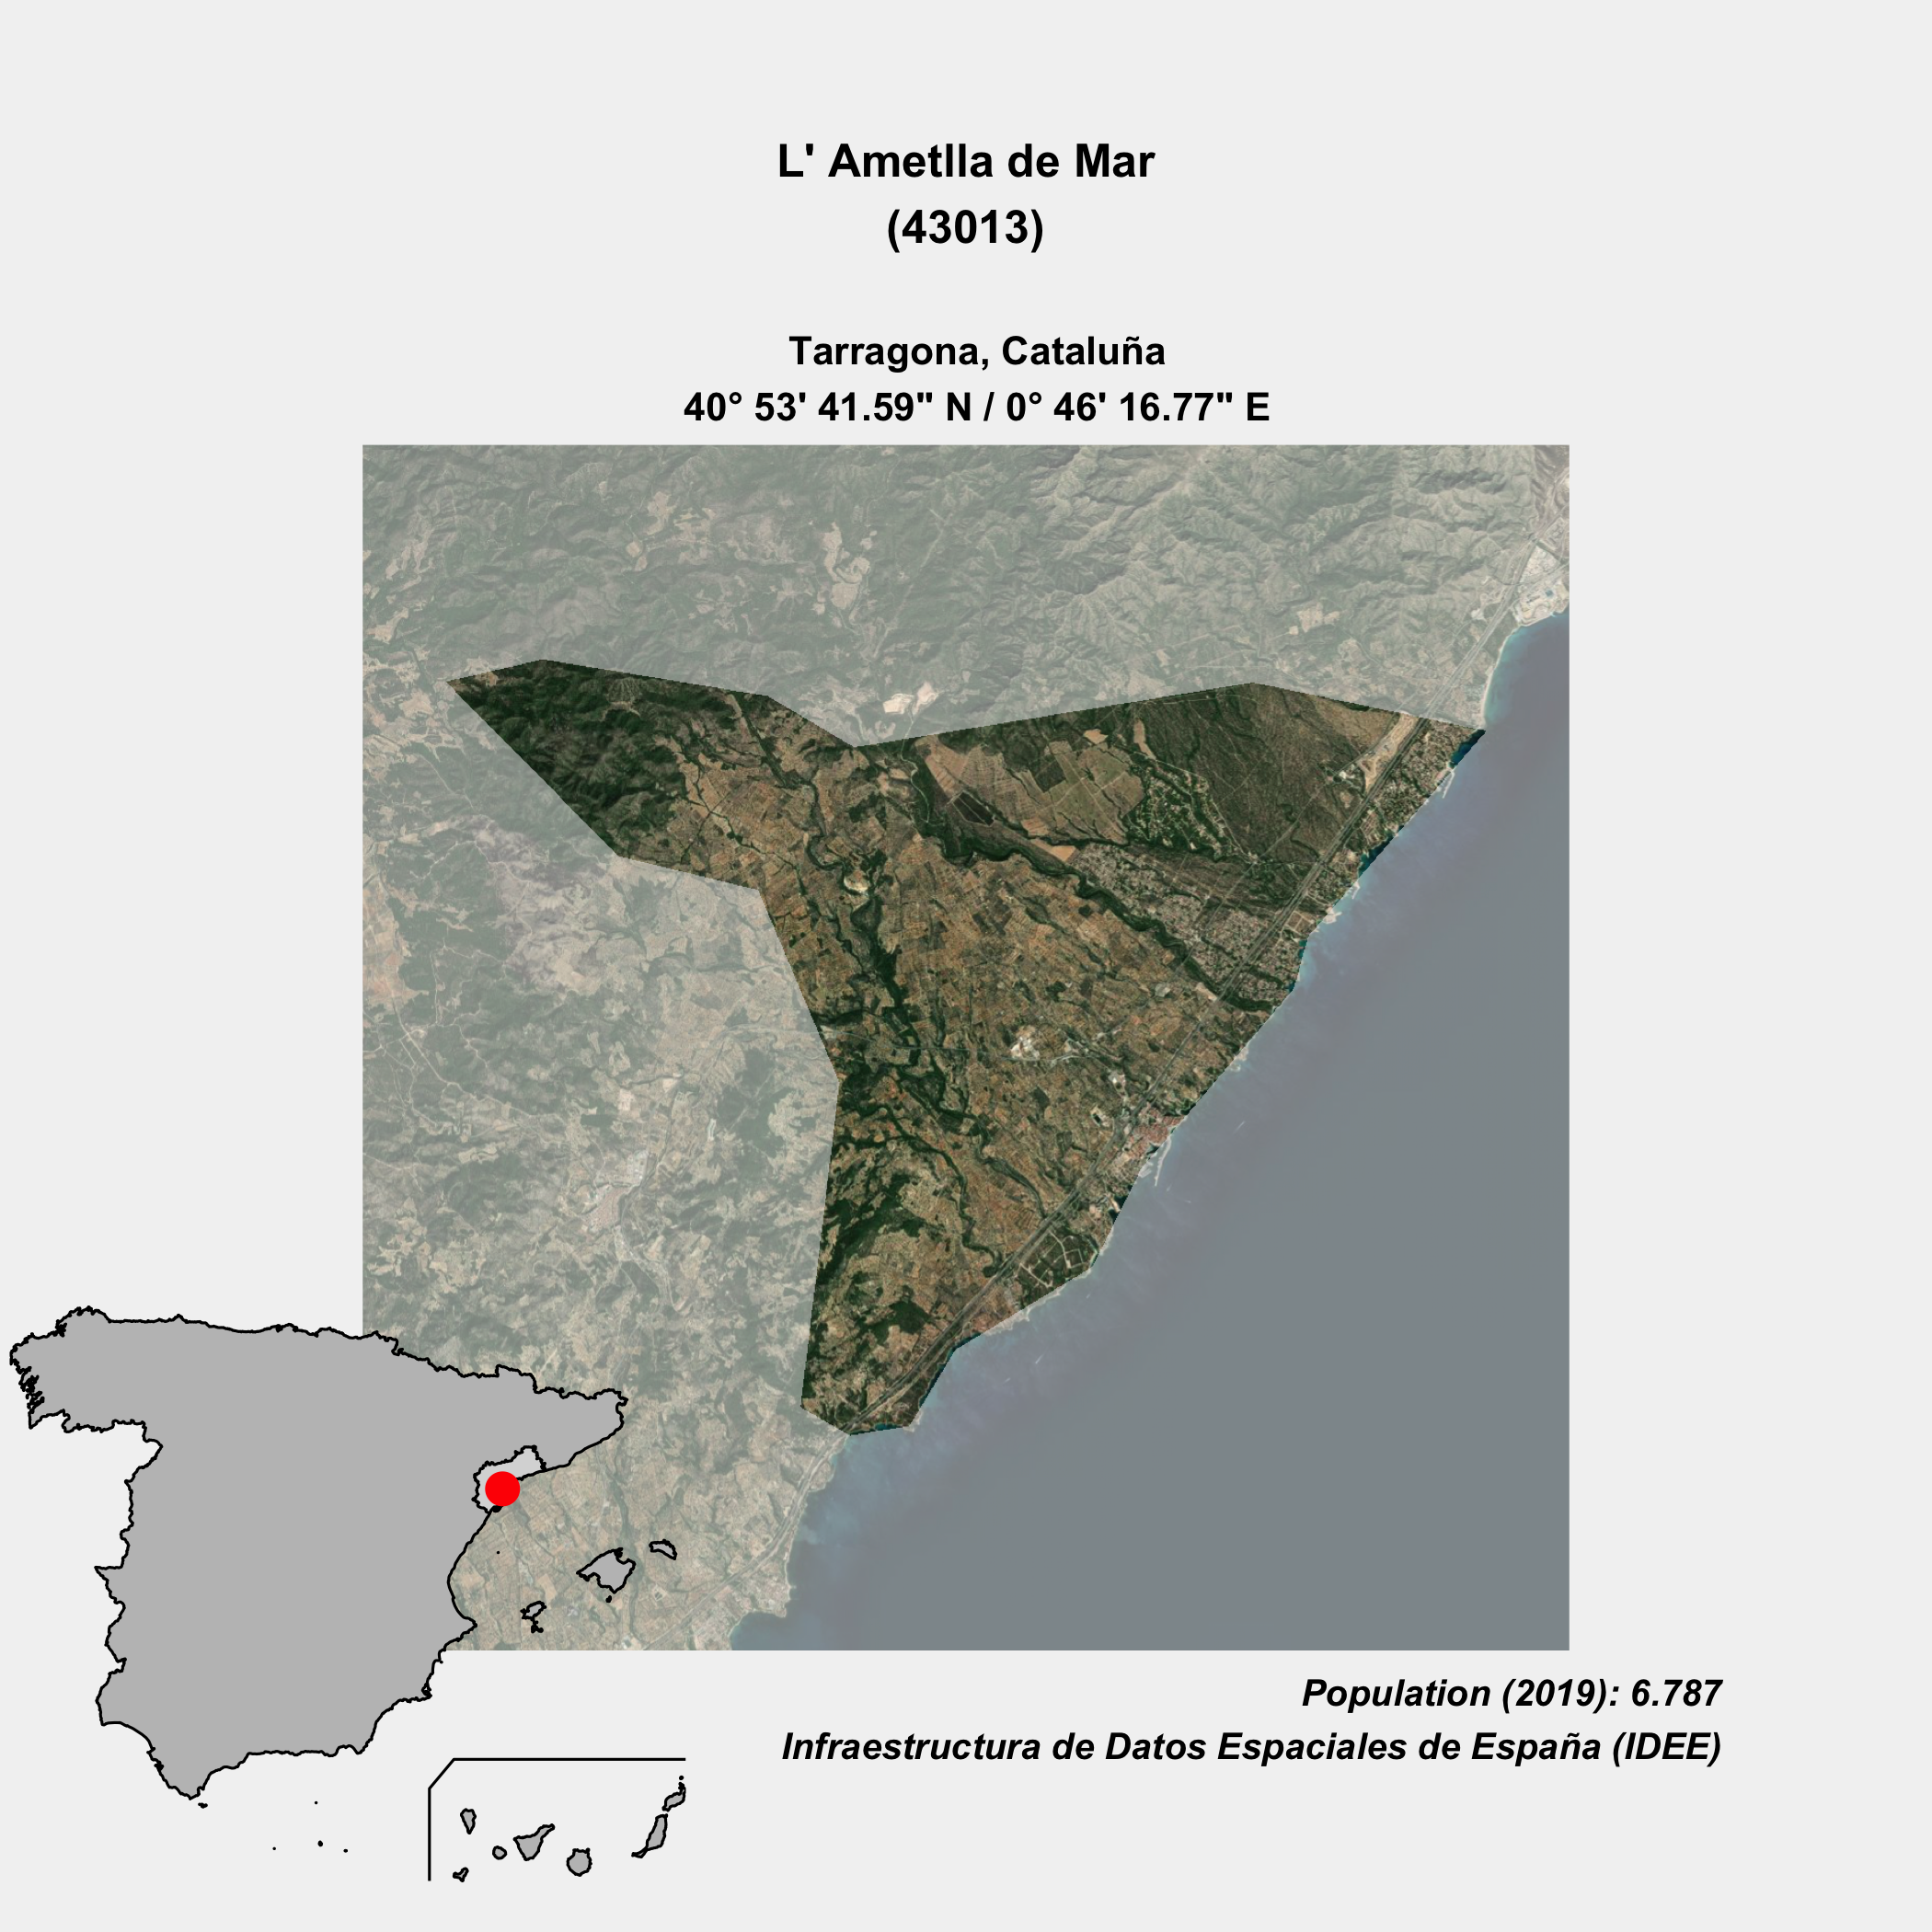 L' Ametlla de Mar
(43013)
Tarragona, Cataluña
40° 53' 41.59" N / 0° 46' 16.77" E
Population (2019): 6.787
Infraestructura de Datos Espaciales de España (IDEE)